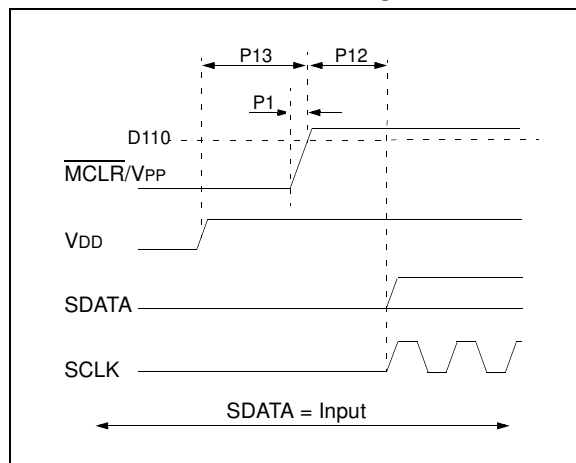 P13 P12
P1
D110
MCLR/VPP
VDD
SDATA
SCLK
SDATA = Input